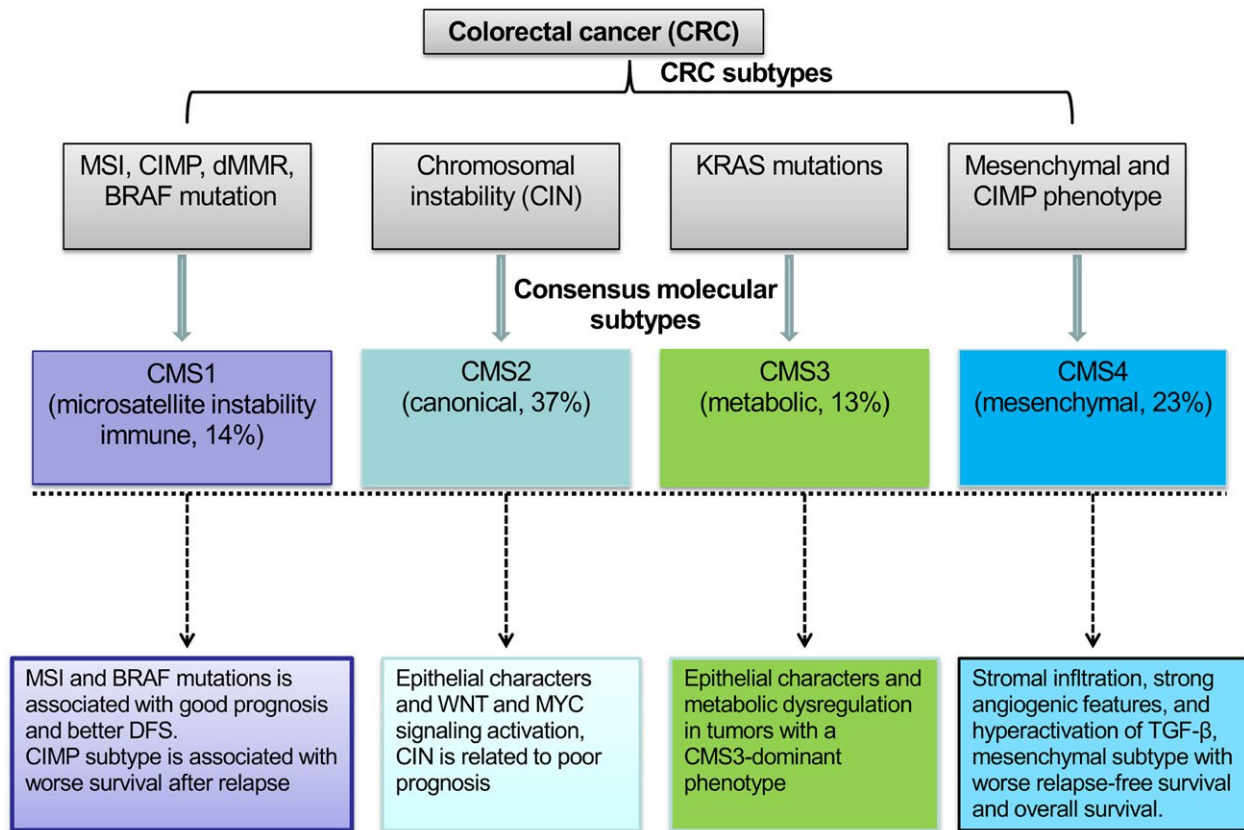 Colorectal cancer (CRC)
CRC subtypes
MSI, CIMP, dMMR,
BRAF mutation
Chromosomal
instability (CIN)
KRAS mutations
Mesenchymal and
CIMP phenotype
Consensus molecular
subtypes
CMS1
(microsatellite instability
immune, 14%)
CMS2
(canonical, 37%)
CMS3
(metabolic, 13%)
CMS4
(mesenchymal, 23%)
MSI and BRAF mutations is
associated with good prognosis
and better DFS.
CIMP subtype is associated with
worse survival after relapse
Epithelial characters
and WNT and MYC
signaling activation,
CIN is related to poor
prognosis
Epithelial characters and
metabolic dysregulation
in tumors with a
CMS3-dominant
phenotype
Stromal infltration, strong
angiogenic features, and
hyperactivation of TGF-β,
mesenchymal subtype with
worse relapse-free survival
and overall survival.